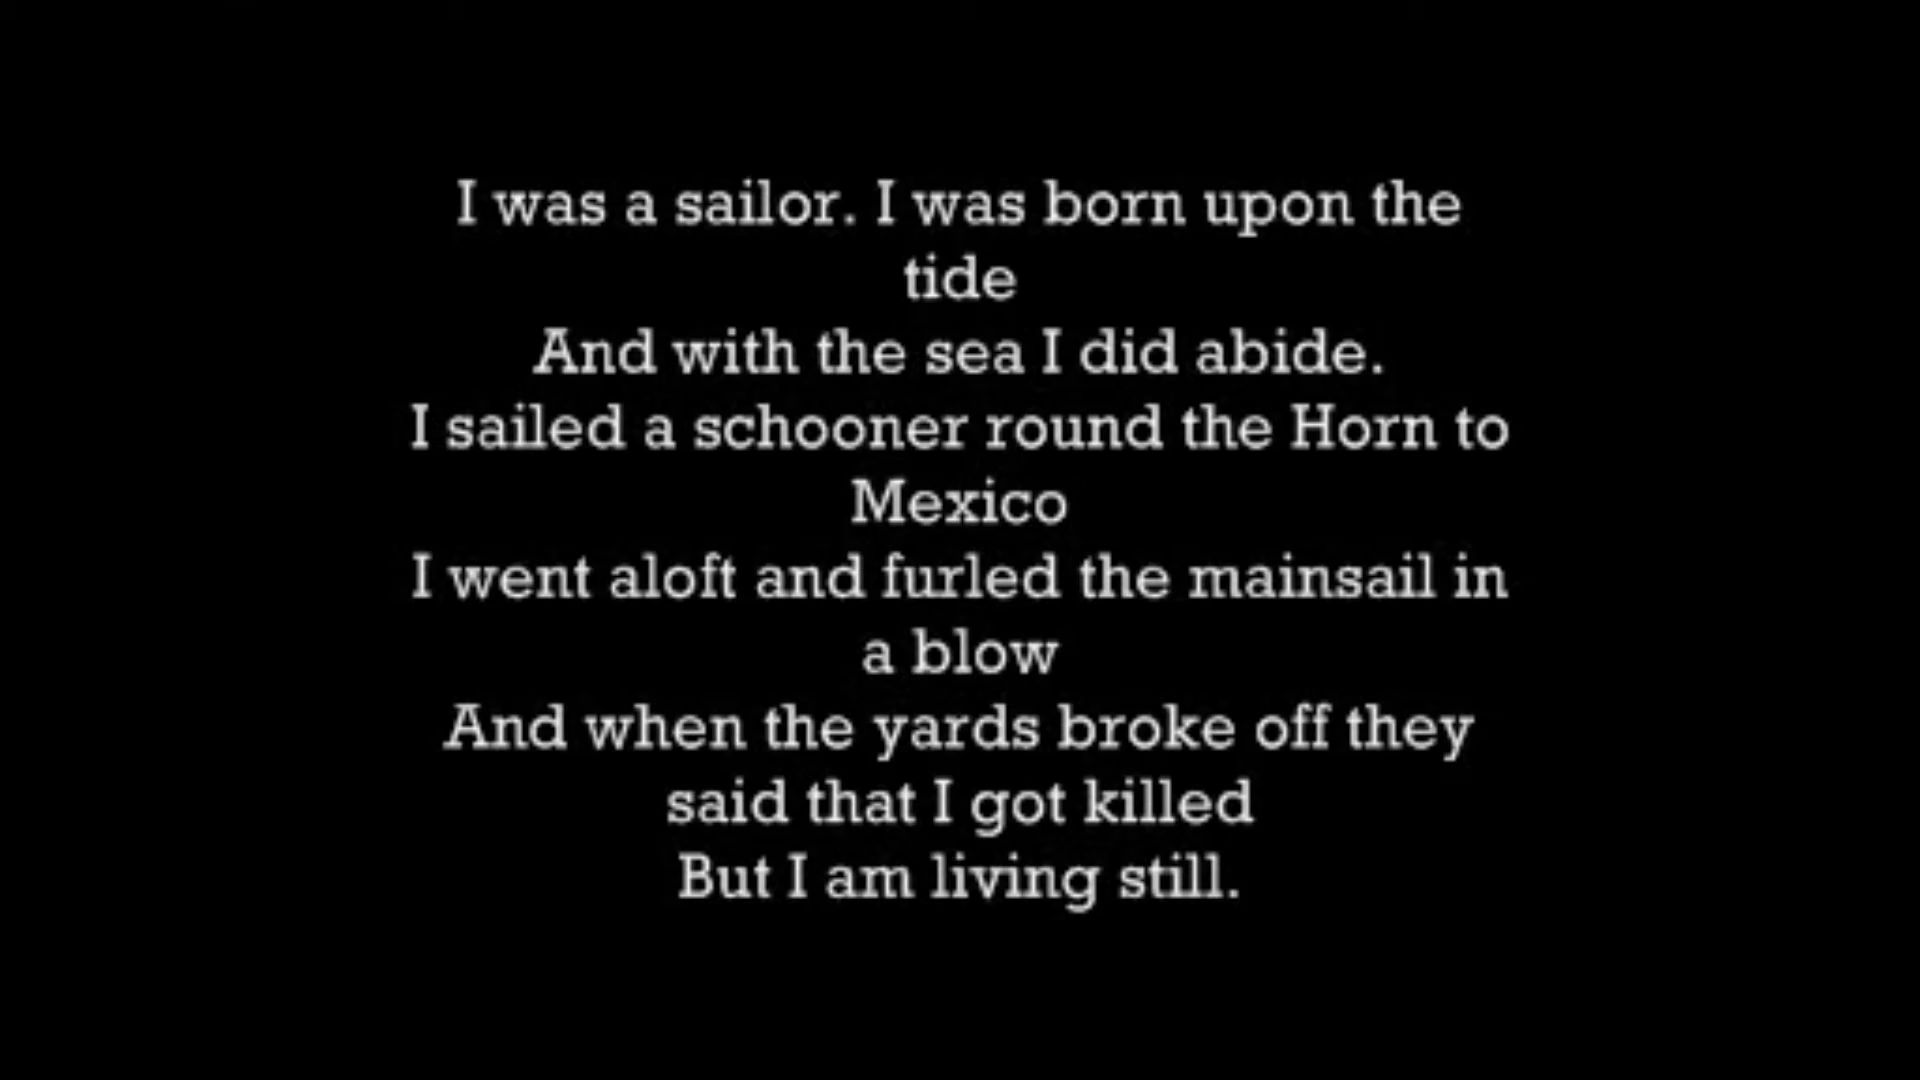 I was a sailor. I was born upon the
tide
And with the sea I did abide.
I sailed a schooner round the Horn to
Mexico
I went aloft and furled the mainsail in
a blow
And when the yards broke off they
said that I got killed
But I am living still.